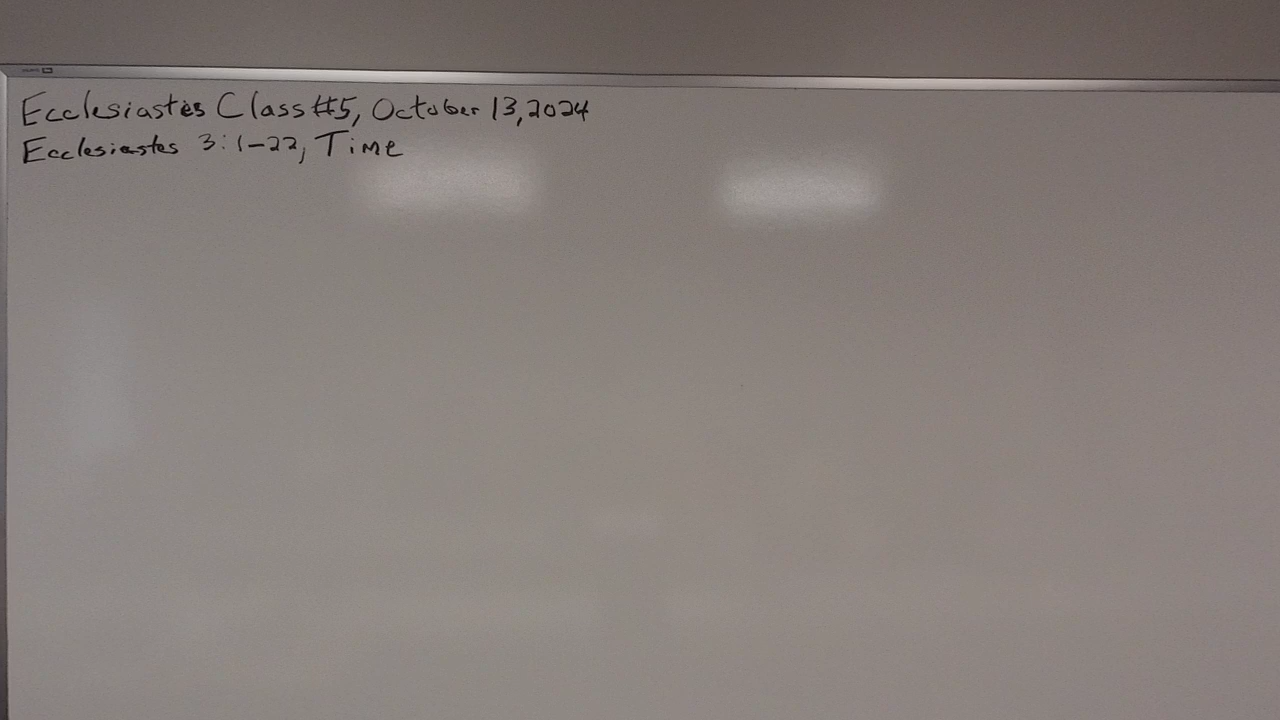 Ecclesiastes Class #5, October 13, 2024
Ecclesiastes 3:1-22, Time